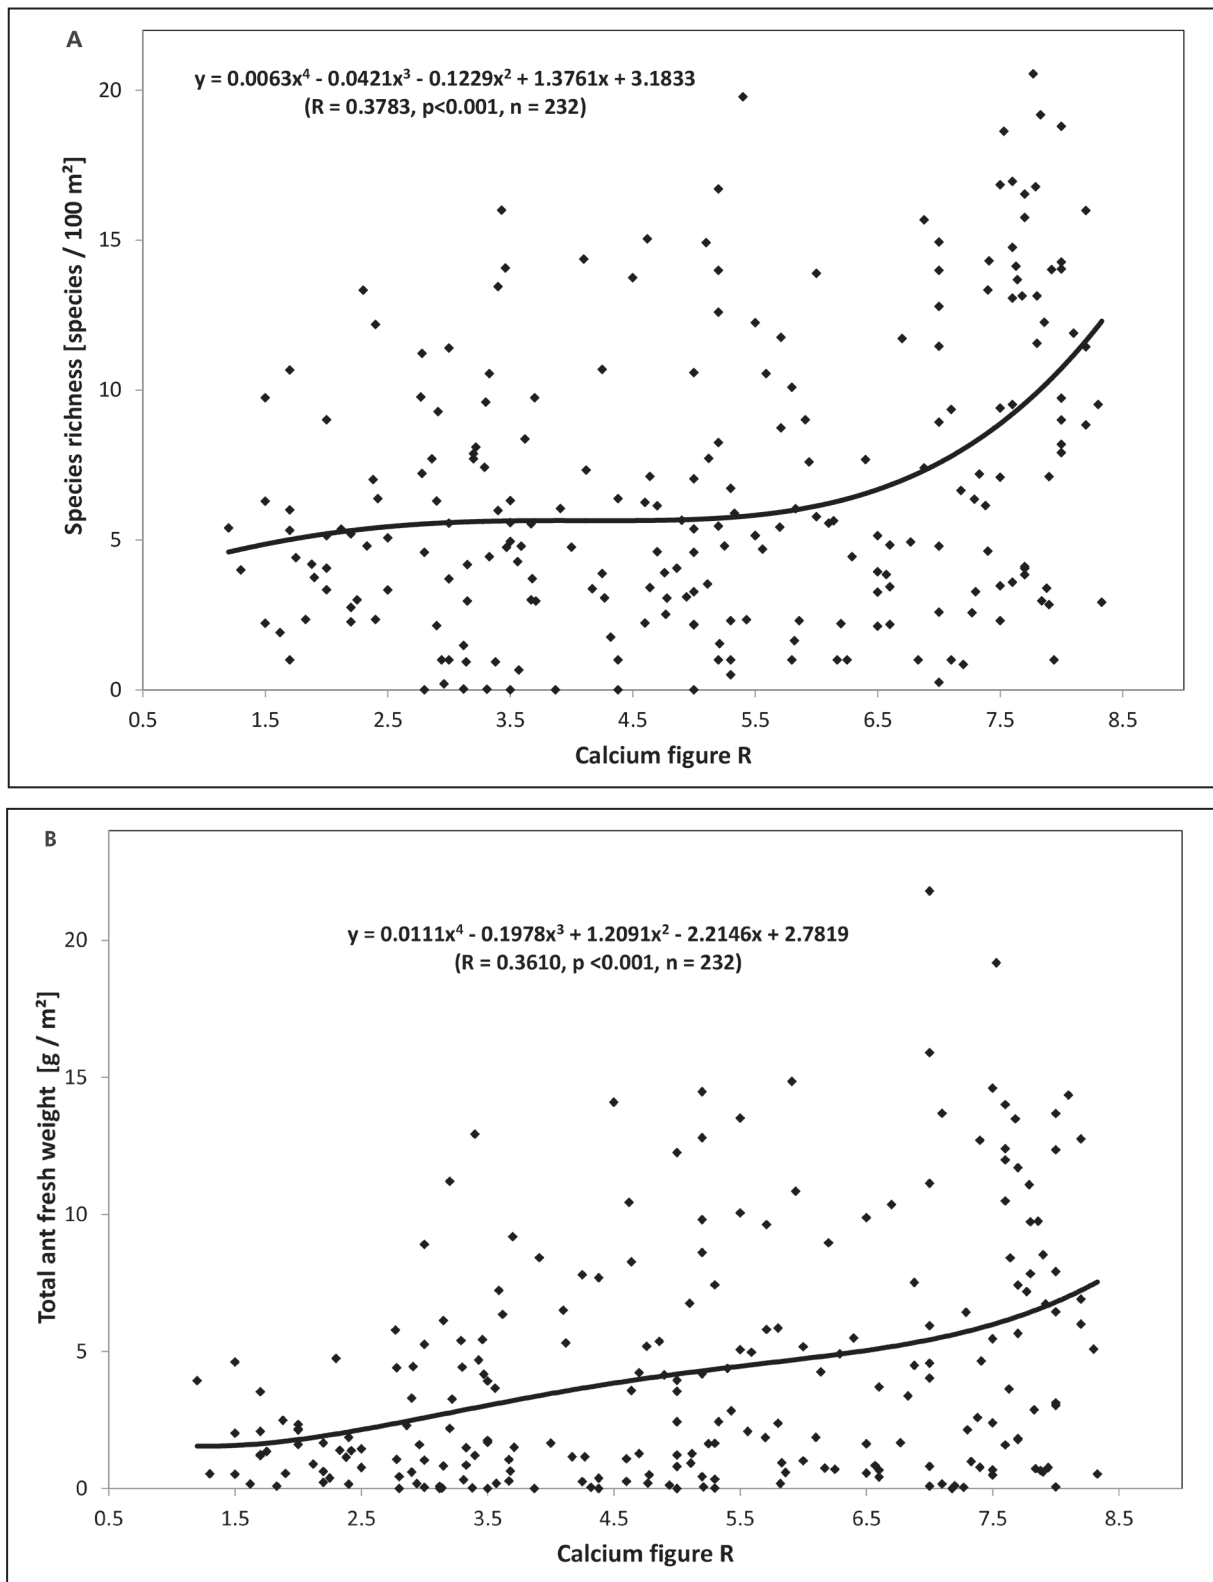 A
y = 0.0063x⁴ - 0.0421x³ - 0.1229x² + 1.3761x + 3.1833
(R = 0.3783, p<0.001, n = 232)
Species richness [species / 100 m²]
20
15
10
5
0
0.5 1.5 2.5 3.5 4.5 5.5 6.5 7.5 8.5
Calcium figure R
B
y = 0.0111x⁴ - 0.1978x³ + 1.2091x² - 2.2146x + 2.7819
(R = 0.3610, p <0.001, n = 232)
Total ant fresh weight [g / m²]
20
15
10
5
0
0.5 1.5 2.5 3.5 4.5 5.5 6.5 7.5 8.5
Calcium figure R